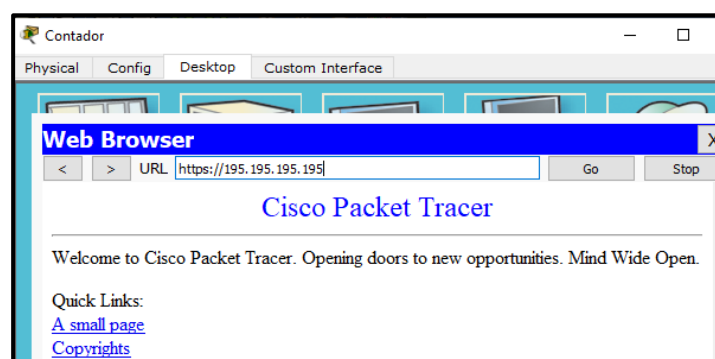 Contador
Physical Config Desktop Custom Interface
Web Browser X
< > URL https://195.195.195.195 Go Stop
Cisco Packet Tracer
Welcome to Cisco Packet Tracer. Opening doors to new opportunities. Mind Wide Open.
Quick Links:
A small page
Copyrights